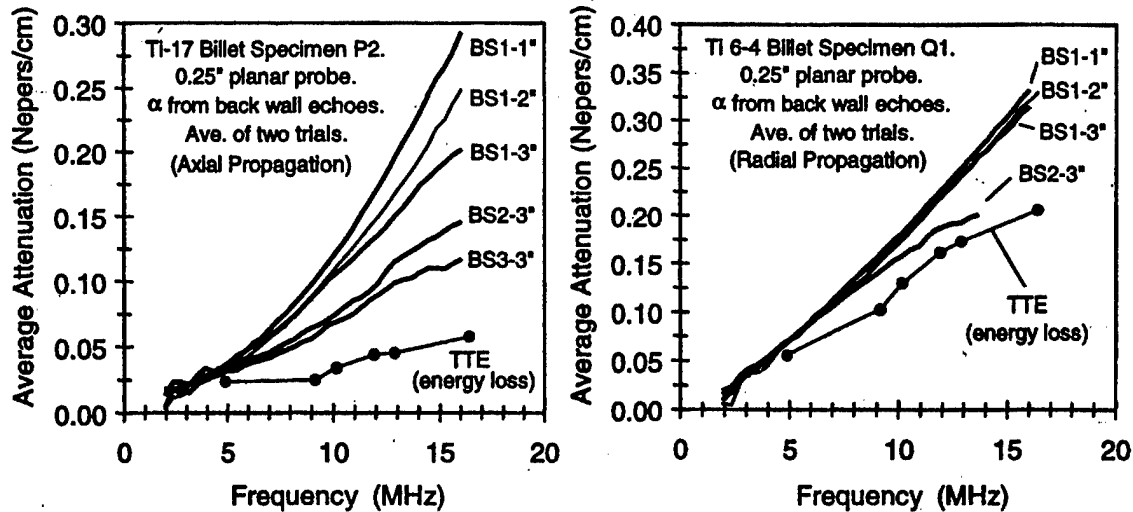 Average Attenuation (Nepers/cm)
0.30
0.25
0.20
0.15
0.10
0.05
0.00
Ti-17 Billet Specimen P2.
0.25" planar probe.
α from back wall echoes.
Ave. of two trials.
(Axial Propagation)
BS1-1"
BS1-2"
BS1-3"
BS2-3"
BS3-3"
TTE
(energy loss)
0 5 10 15 20
Frequency (MHz)
Average Attenuation (Nepers/cm)
0.40
0.35
0.30
0.25
0.20
0.15
0.10
0.05
0.00
Ti 6-4 Billet Specimen Q1.
0.25" planar probe.
α from back wall echoes.
Ave. of two trials.
(Radial Propagation)
BS1-1"
BS1-2"
BS1-3"
BS2-3"
TTE
(energy loss)
0 5 10 15 20
Frequency (MHz)